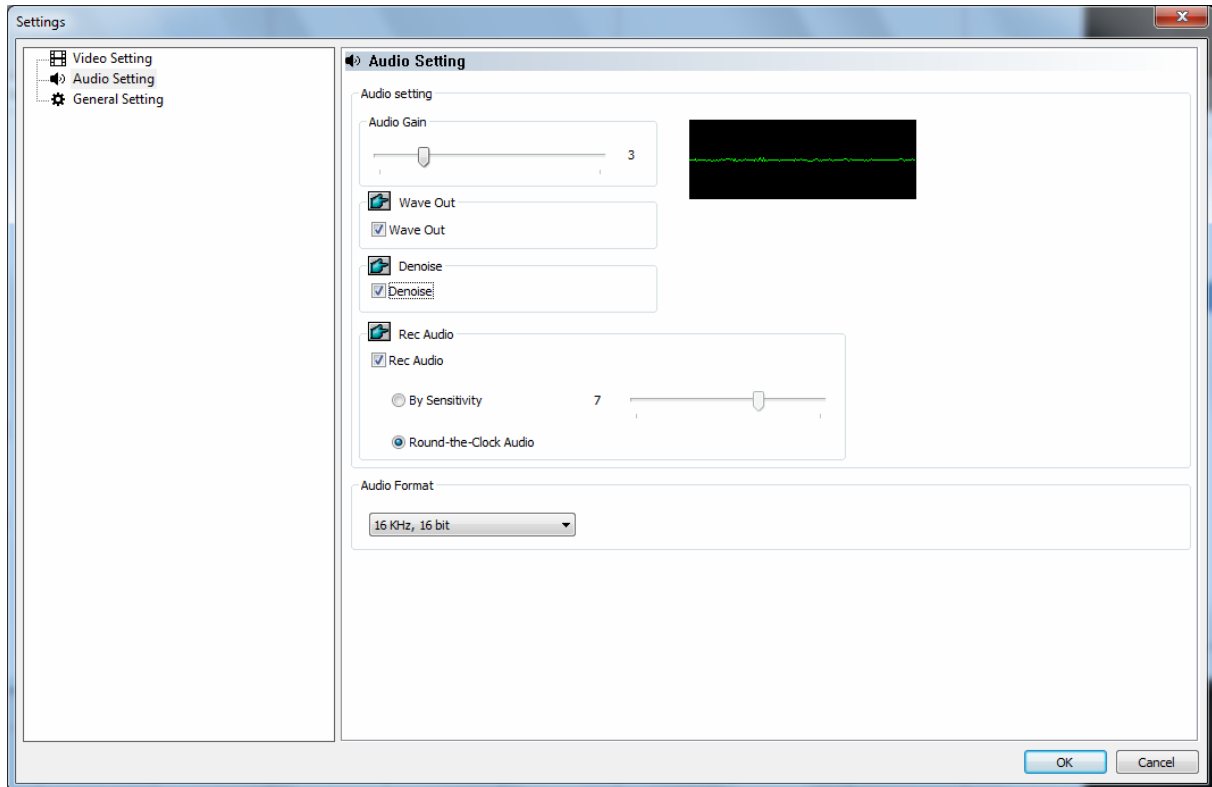 Settings
x
Video Setting
Audio Setting
General Setting
Audio Setting
Audio setting
Audio Gain
3
Wave Out
Wave Out
Denoise
Denoise
Rec Audio
Rec Audio
By Sensitivity 7
Round-the-Clock Audio
Audio Format
16 KHz, 16 bit
OK Cancel